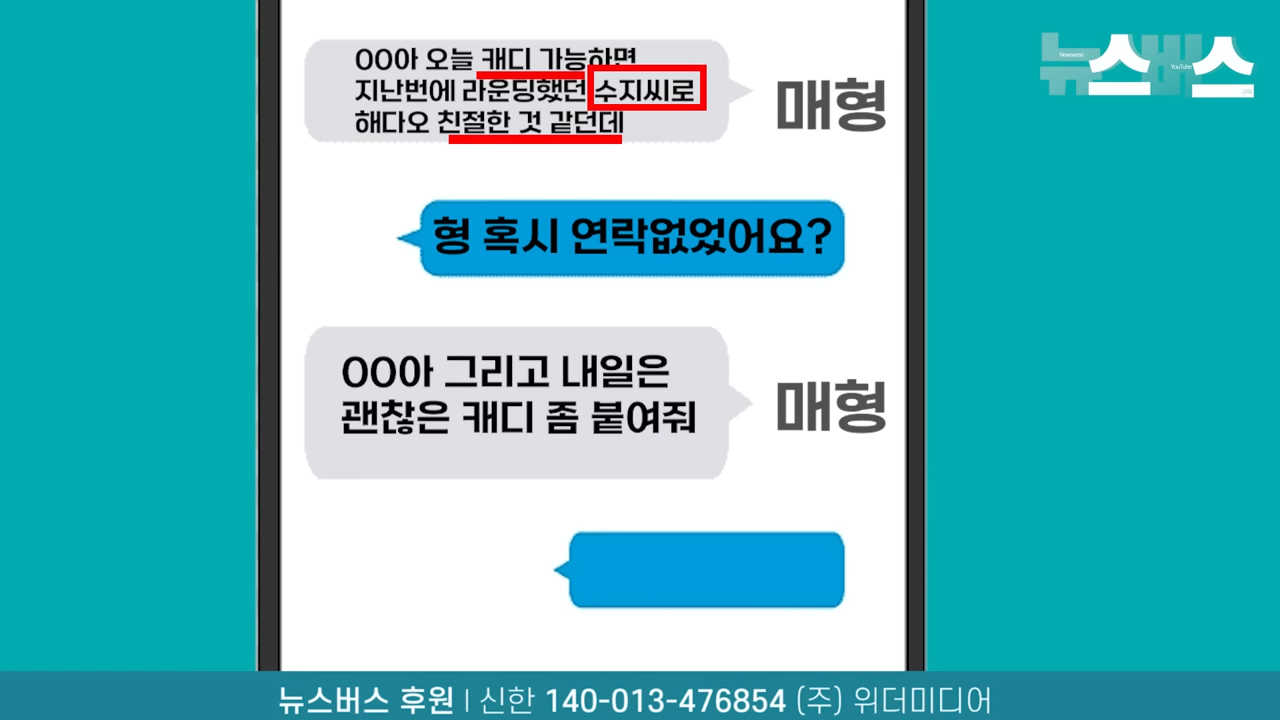 뉴스버스
Newsverse
YouTube
OO아 오늘 캐디 가능하면
지난번에 라운딩했던 수지씨로
해다오 친절한 것 같던데
매형
형 혹시 연락없었어요?
OO아 그리고 내일은
괜찮은 캐디 좀 붙여줘
매형
뉴스버스 후원 | 신한 140-013-476854 (주) 위더미디어